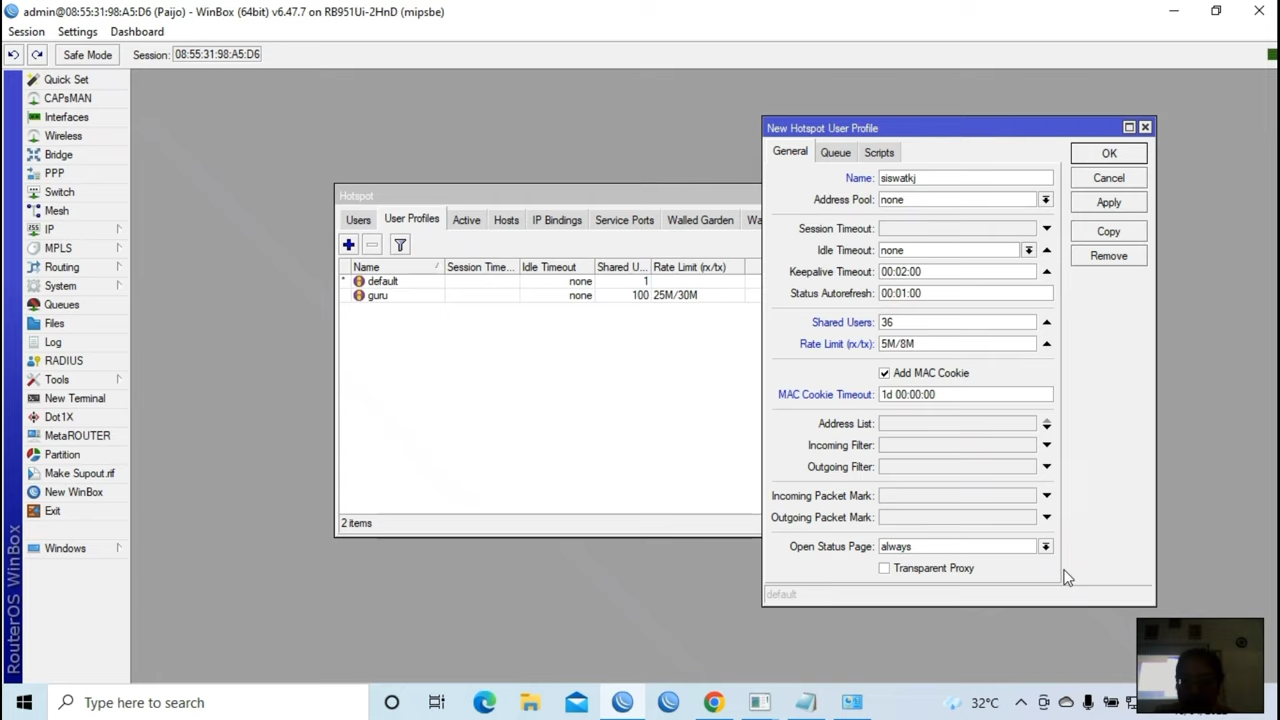 admin@08:55:31:98:A5:D6 (Paijo) - WinBox (64bit) v6.47.7 on RB951Ui-2HnD (mipsbe)
Session Settings Dashboard
Safe Mode Session: 08:55:31:98:A5:D6
Quick Set
CAPsMAN
Interfaces
Wireless
Bridge
PPP
Switch
Mesh
IP
MPLS
Routing
System
Queues
Files
Log
RADIUS
Tools
New Terminal
Dot1X
MetaROUTER
Partition
Make Supout.rif
New WinBox
Exit
Windows
RouterOS WinBox
Hotspot
Users User Profiles Active Hosts IP Bindings Service Ports Walled Garden Wa
Name Session Time... Idle Timeout Shared U... Rate Limit (rx/tx)
* default none 1
guru none 100 25M/30M
2 items
New Hotspot User Profile
General Queue Scripts
Name: siswatkj
Address Pool: none
Session Timeout:
Idle Timeout: none
Keepalive Timeout: 00:02:00
Status Autorefresh: 00:01:00
Shared Users: 36
Rate Limit (rx/tx): 5M/8M
Add MAC Cookie
MAC Cookie Timeout: 1d 00:00:00
Address List:
Incoming Filter:
Outgoing Filter:
Incoming Packet Mark:
Outgoing Packet Mark:
Open Status Page: always
Transparent Proxy
default
OK
Cancel
Apply
Copy
Remove
Type here to search
32°C